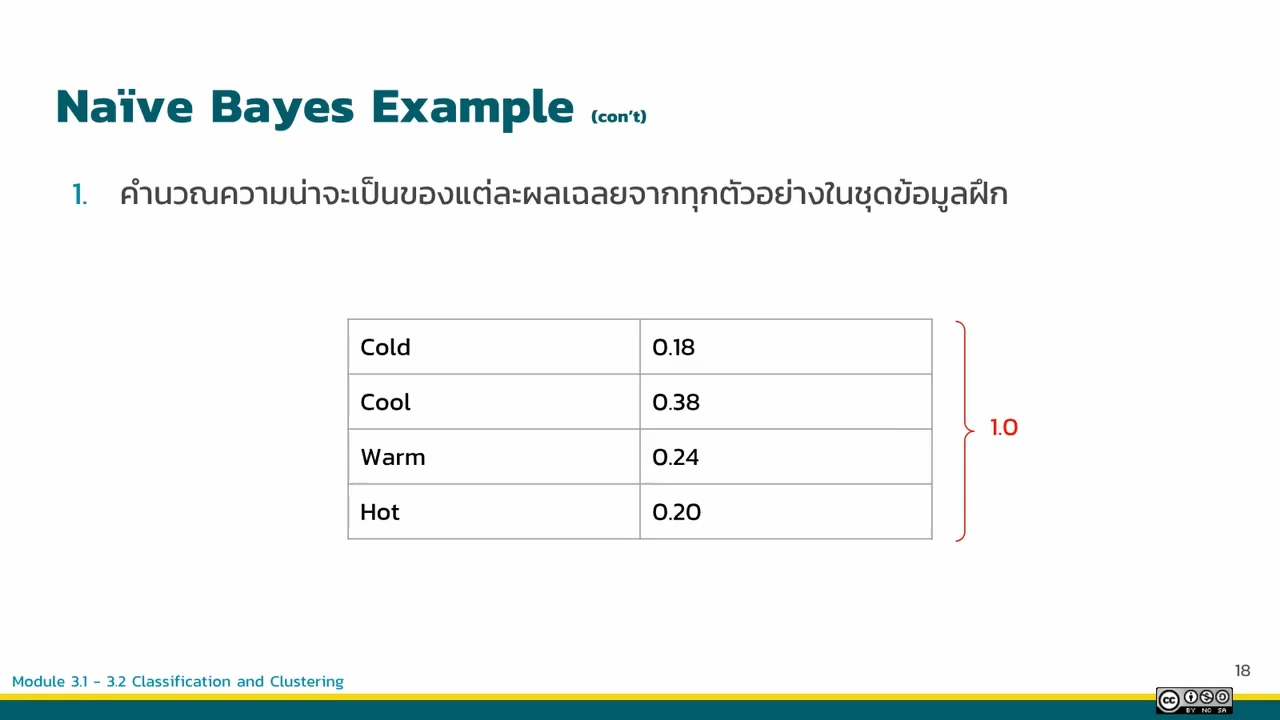 Naïve Bayes Example (con't)
1. คำนวณความน่าจะเป็นของแต่ละผลเฉลยจากทุกตัวอย่างในชุดข้อมูลฝึก
Cold 0.18
Cool 0.38
Warm 0.24
Hot 0.20
1.0
18
Module 3.1 - 3.2 Classification and Clustering
cc
BY NC SA